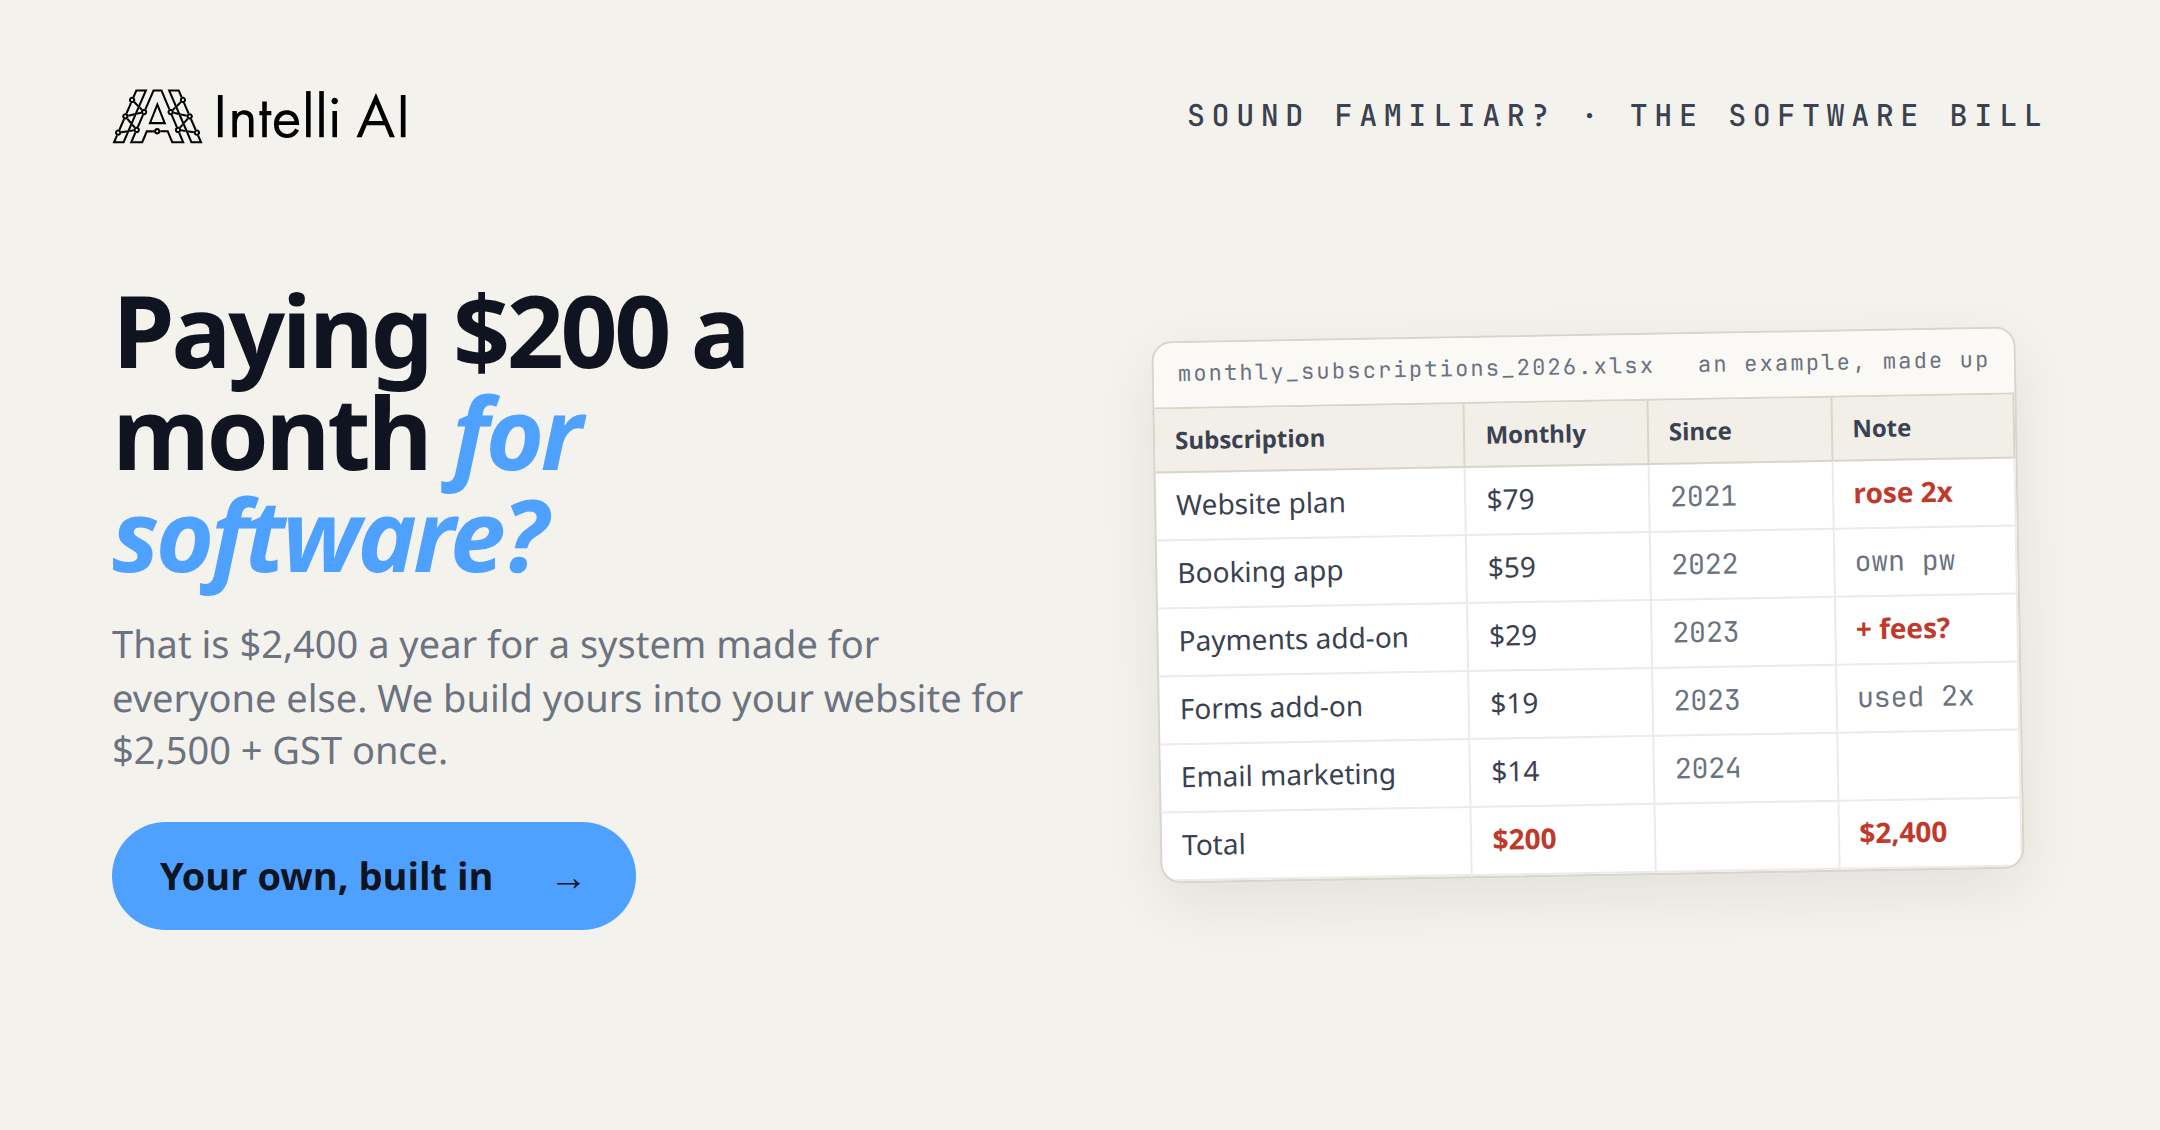 Intelli AI
SOUND FAMILIAR? · THE SOFTWARE BILL
Paying $200 a
month for
software?
That is $2,400 a year for a system made for
everyone else. We build yours into your website for
$2,500 + GST once.
Your own, built in →
monthly_subscriptions_2026.xlsx an example, made up
Subscription Monthly Since Note
Website plan $79 2021 rose 2x
Booking app $59 2022 own pw
Payments add-on $29 2023 + fees?
Forms add-on $19 2023 used 2x
Email marketing $14 2024
Total $200 $2,400